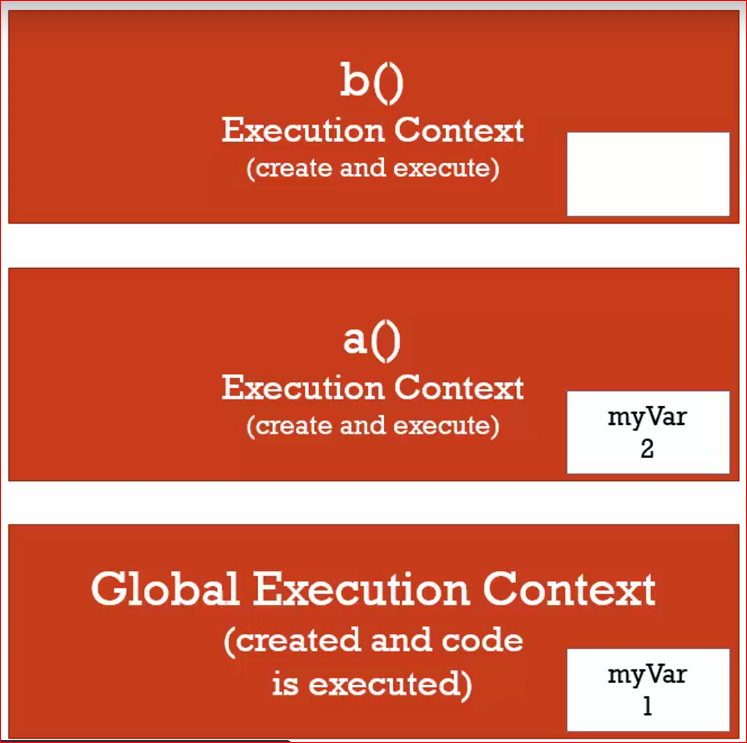 b()
Execution Context
(create and execute)
a()
Execution Context
(create and execute)
myVar
2
Global Execution Context
(created and code
is executed)
myVar
1